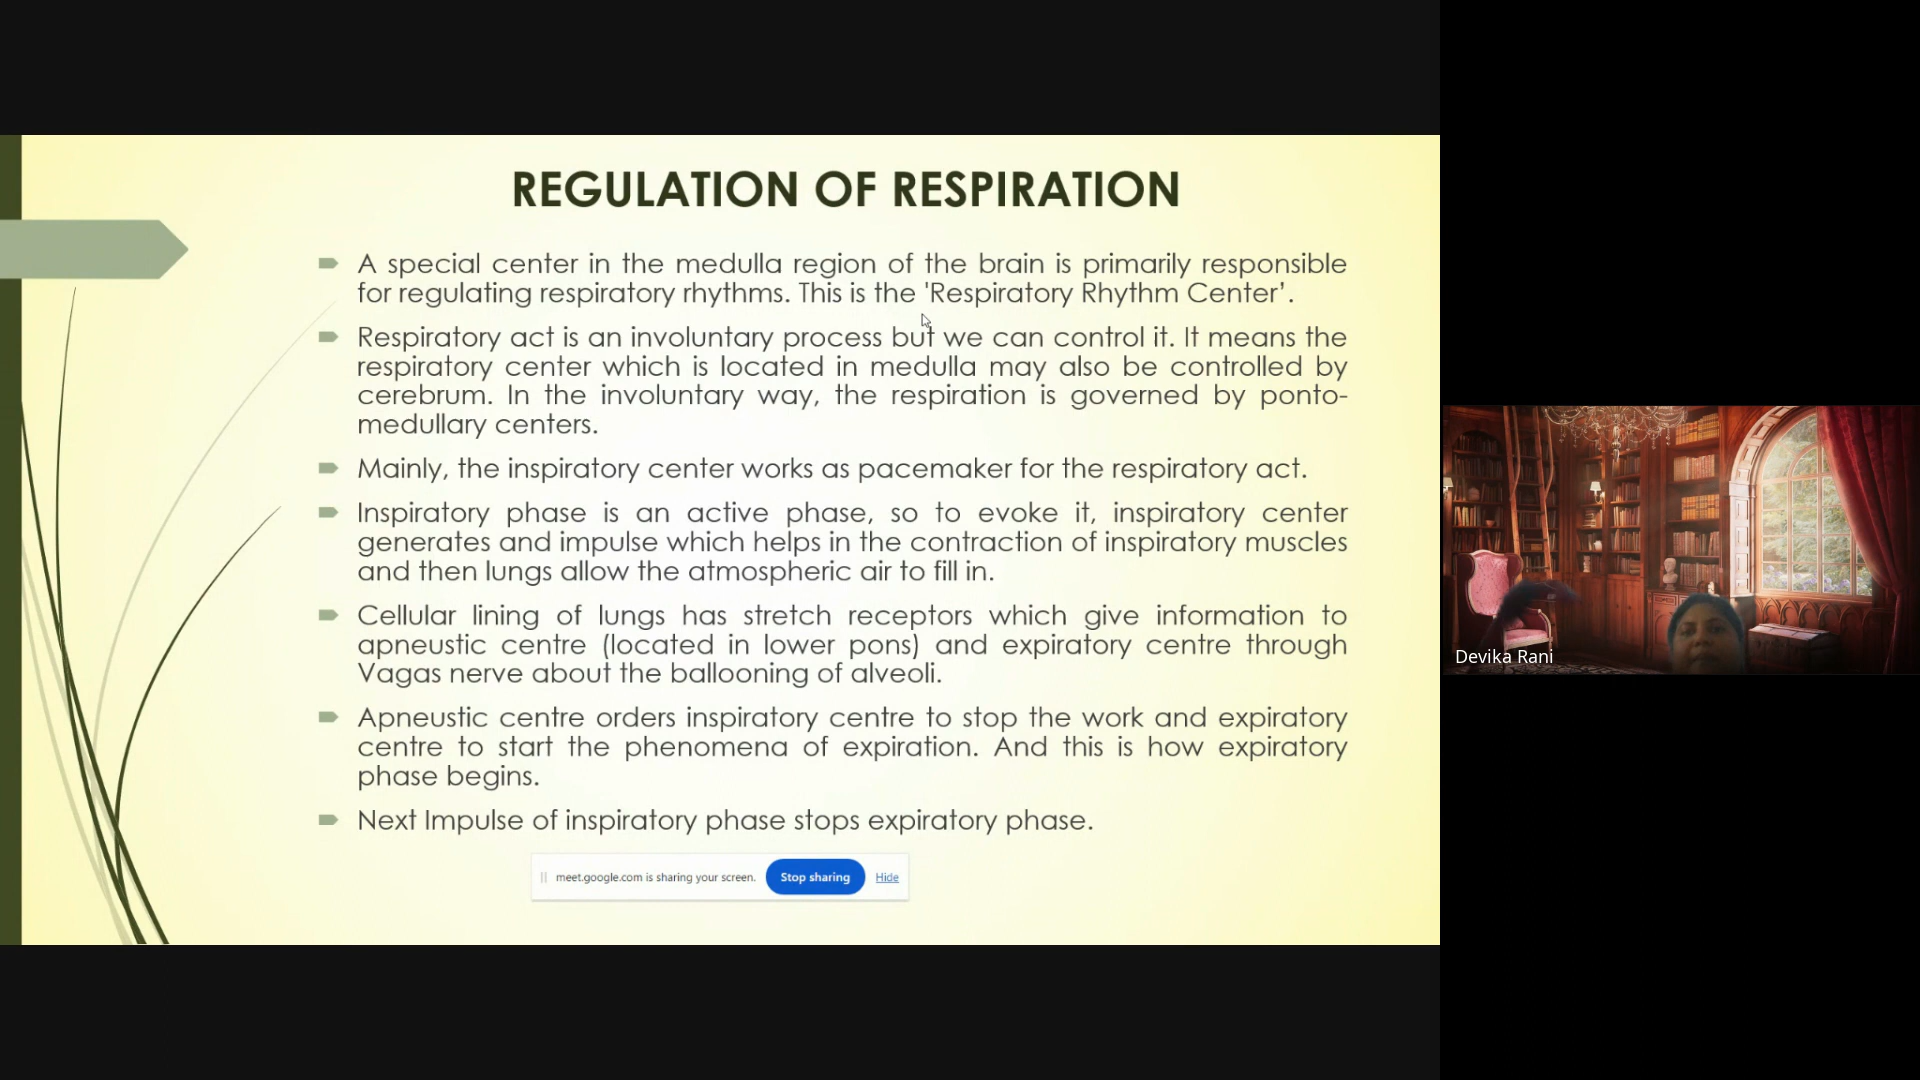 REGULATION OF RESPIRATION
A special center in the medulla region of the brain is primarily responsible
for regulating respiratory rhythms. This is the 'Respiratory Rhythm Center’.
Respiratory act is an involuntary process but we can control it. It means the
respiratory center which is located in medulla may also be controlled by
cerebrum. In the involuntary way, the respiration is governed by ponto-
medullary centers.
Mainly, the inspiratory center works as pacemaker for the respiratory act.
Inspiratory phase is an active phase, so to evoke it, inspiratory center
generates and impulse which helps in the contraction of inspiratory muscles
and then lungs allow the atmospheric air to fill in.
Cellular lining of lungs has stretch receptors which give information to
apneustic centre (located in lower pons) and expiratory centre through
Vagas nerve about the ballooning of alveoli.
Apneustic centre orders inspiratory centre to stop the work and expiratory
centre to start the phenomena of expiration. And this is how expiratory
phase begins.
Next Impulse of inspiratory phase stops expiratory phase.
meet.google.com is sharing your screen. Stop sharing Hide
Devika Rani